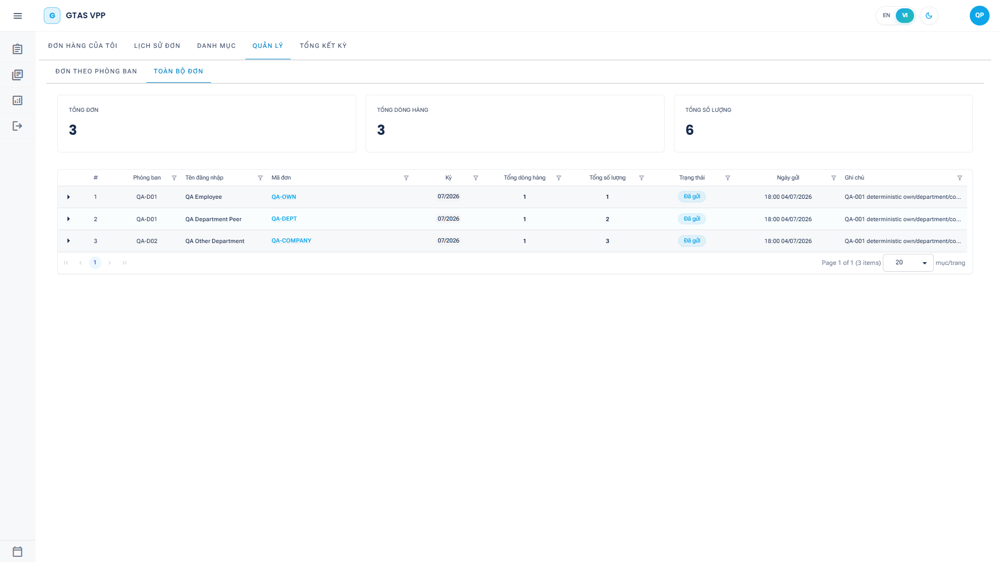 G GTAS VPP EN VI QP
ĐƠN HÀNG CỦA TÔI LỊCH SỬ ĐƠN DANH MỤC QUẢN LÝ TỔNG KẾT KỲ
ĐƠN THEO PHÒNG BAN TOÀN BỘ ĐƠN
TỔNG ĐƠN TỔNG DÒNG HÀNG TỔNG SỐ LƯỢNG
3 3 6
# Phòng ban Tên đăng nhập Mã đơn Kỳ Tổng dòng hàng Tổng số lượng Trạng thái Ngày gửi Ghi chú
1 QA-D01 QA Employee QA-OWN 07/2026 1 1 Đã gửi 18:00 04/07/2026 QA-001 deterministic own/department/co...
2 QA-D01 QA Department Peer QA-DEPT 07/2026 1 2 Đã gửi 18:00 04/07/2026 QA-001 deterministic own/department/co...
3 QA-D02 QA Other Department QA-COMPANY 07/2026 1 3 Đã gửi 18:00 04/07/2026 QA-001 deterministic own/department/co...
1 Page 1 of 1 (3 items) 20 mục/trang